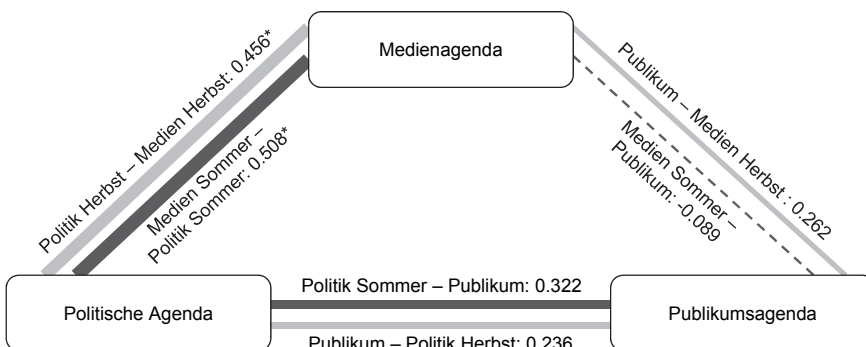 Medienagenda
Politik Herbst – Medien Herbst: 0.456*
Medien Sommer –
Politik Sommer: 0.508*
Publikum – Medien Herbst : 0.262
Medien Sommer –
Publikum: -0.089
Politische Agenda
Politik Sommer – Publikum: 0.322
Publikum – Politik Herbst: 0.236
Publikumsagenda